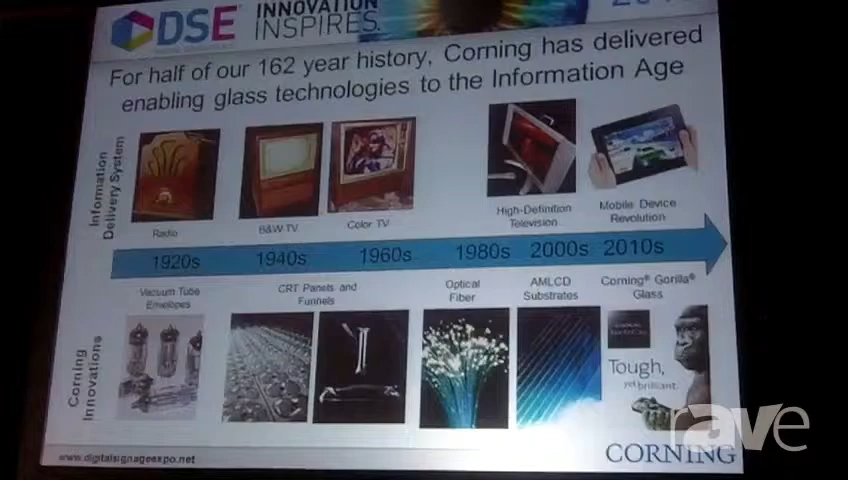 DSE
INNOVATION
INSPIRES.
For half of our 162 year history, Corning has delivered
enabling glass technologies to the Information Age
Information
Delivery System
Radio
B&W TV
Color TV
High-Definition
Television
Mobile Device
Revolution
1920s 1940s 1960s 1980s 2000s 2010s
Vacuum Tube
Envelopes
CRT Panels and
Funnels
Optical
Fiber
AMLCD
Substrates
Corning® Gorilla®
Glass
Corning
Innovations
Tough,
yet brilliant.
www.digitalsignageexpo.net
CORNING
rave